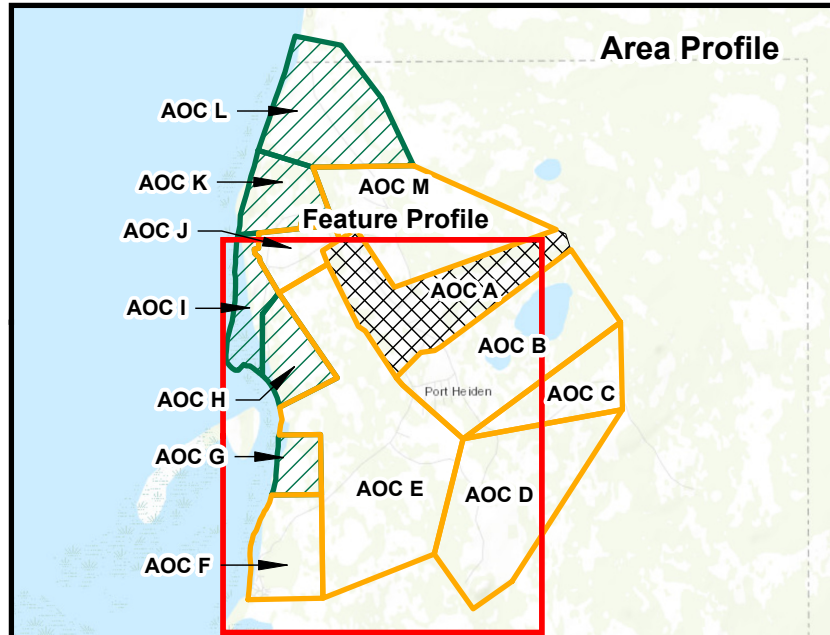 Area Profile
AOC L
AOC K
AOC M
AOC J
Feature Profile
AOC A
AOC I
AOC B
AOC H
Port Heiden
AOC C
AOC G
AOC E
AOC D
AOC F